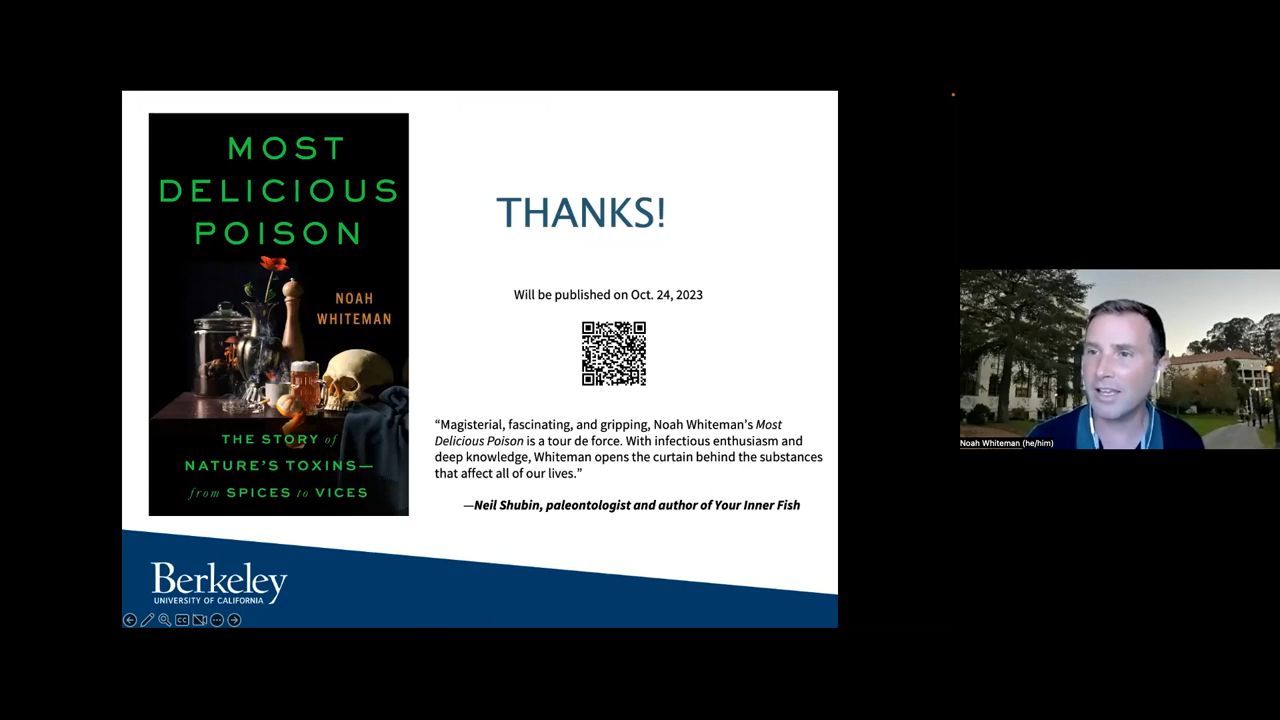 MOST
DELICIOUS
POISON
NOAH
WHITEMAN
THE STORY of
NATURE'S TOXINS—
from SPICES to VICES
THANKS!
Will be published on Oct. 24, 2023
“Magisterial, fascinating, and gripping, Noah Whiteman’s Most
Delicious Poison is a tour de force. With infectious enthusiasm and
deep knowledge, Whiteman opens the curtain behind the substances
that affect all of our lives.”
—Neil Shubin, paleontologist and author of Your Inner Fish
Berkeley
UNIVERSITY OF CALIFORNIA
CC
Noah Whiteman (he/him)